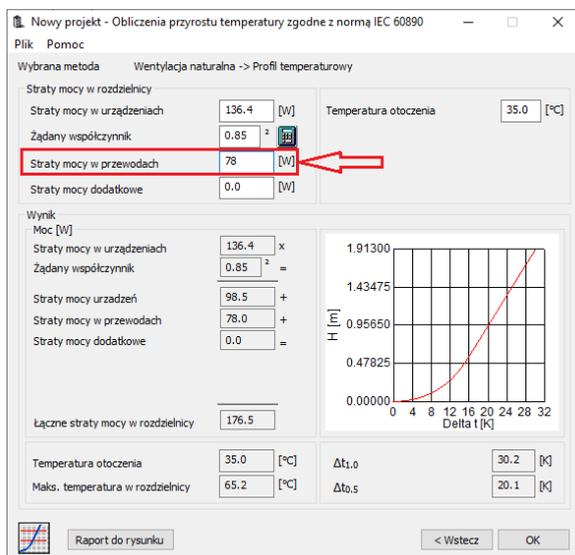 Nowy projekt - Obliczenia przyrostu temperatury zgodne z normą IEC 60890
Plik Pomoc
Wybrana metoda Wentylacja naturalna -> Profil temperaturowy
Straty mocy w rozdzielnicy
Straty mocy w urządzeniach 136.4 [W] Temperatura otoczenia 35.0 [°C]
Żądany współczynnik 0.85 ²
Straty mocy w przewodach 78 [W]
Straty mocy dodatkowe 0.0 [W]
Wynik
Moc [W]
Straty mocy w urządzeniach 136.4 x
Żądany współczynnik 0.85 ² =
Straty mocy urzadzeń 98.5 +
Straty mocy w przewodach 78.0 +
Straty mocy dodatkowe 0.0 =
Łączne straty mocy w rozdzielnicy 176.5
1.91300
1.43475
0.95650
0.47825
0.00000
H [m]
0 4 8 12 16 20 24 28 32
Delta t [K]
Temperatura otoczenia 35.0 [°C] Δt1.0 30.2 [K]
Maks. temperatura w rozdzielnicy 65.2 [°C] Δt0.5 20.1 [K]
Raport do rysunku < Wstecz OK